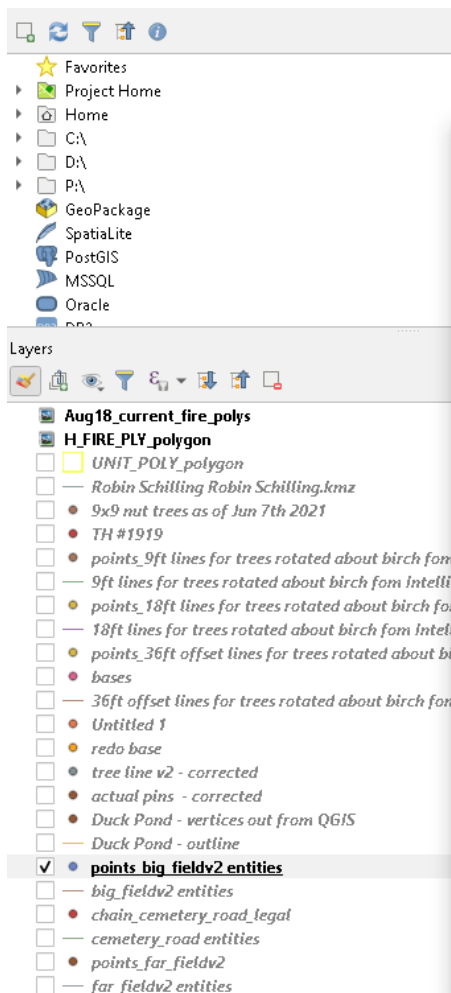 Favorites
Project Home
Home
C:\
D:\
P:\
GeoPackage
SpatiaLite
PostGIS
MSSQL
Oracle
DB2
Layers
Aug18_current_fire_polys
H_FIRE_PLY_polygon
UNIT_POLY_polygon
Robin Schilling Robin Schilling.kmz
9x9 nut trees as of Jun 7th 2021
TH #1919
points_9ft lines for trees rotated about birch fom
9ft lines for trees rotated about birch fom Intelli
points_18ft lines for trees rotated about birch fo
18ft lines for trees rotated about birch fom Intel
points_36ft offset lines for trees rotated about bi
bases
36ft offset lines for trees rotated about birch fon
Untitled 1
redo base
tree line v2 - corrected
actual pins  - corrected
Duck Pond - vertices out from QGIS
Duck Pond - outline
points_big_fieldv2 entities
big_fieldv2 entities
chain_cemetery_road_legal
cemetery_road entities
points_far_fieldv2
far_fieldv2 entities